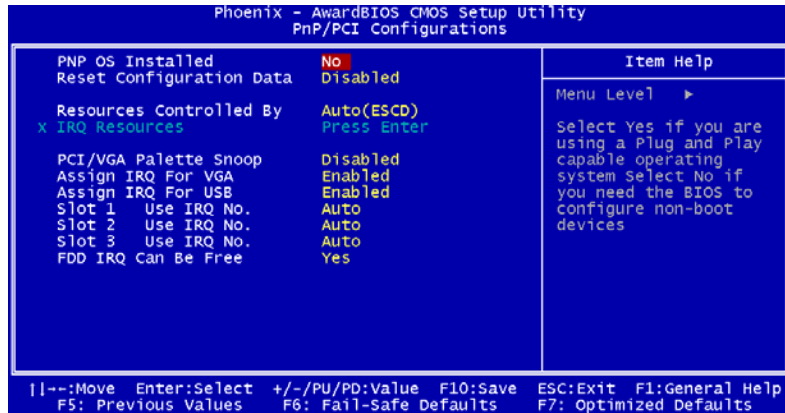 Phoenix - AwardBIOS CMOS Setup Utility
PnP/PCI Configurations
PNP OS Installed No
Reset Configuration Data Disabled
Resources Controlled By Auto(ESCD)
x IRQ Resources Press Enter
PCI/VGA Palette Snoop Disabled
Assign IRQ For VGA Enabled
Assign IRQ For USB Enabled
Slot 1 Use IRQ No. Auto
Slot 2 Use IRQ No. Auto
Slot 3 Use IRQ No. Auto
FDD IRQ Can Be Free Yes
Item Help
Menu Level ►
Select Yes if you are
using a Plug and Play
capable operating
system Select No if
you need the BIOS to
configure non-boot
devices
↑↓→←:Move Enter:Select +/-/PU/PD:Value F10:Save ESC:Exit F1:General Help
F5: Previous Values F6: Fail-Safe Defaults F7: Optimized Defaults